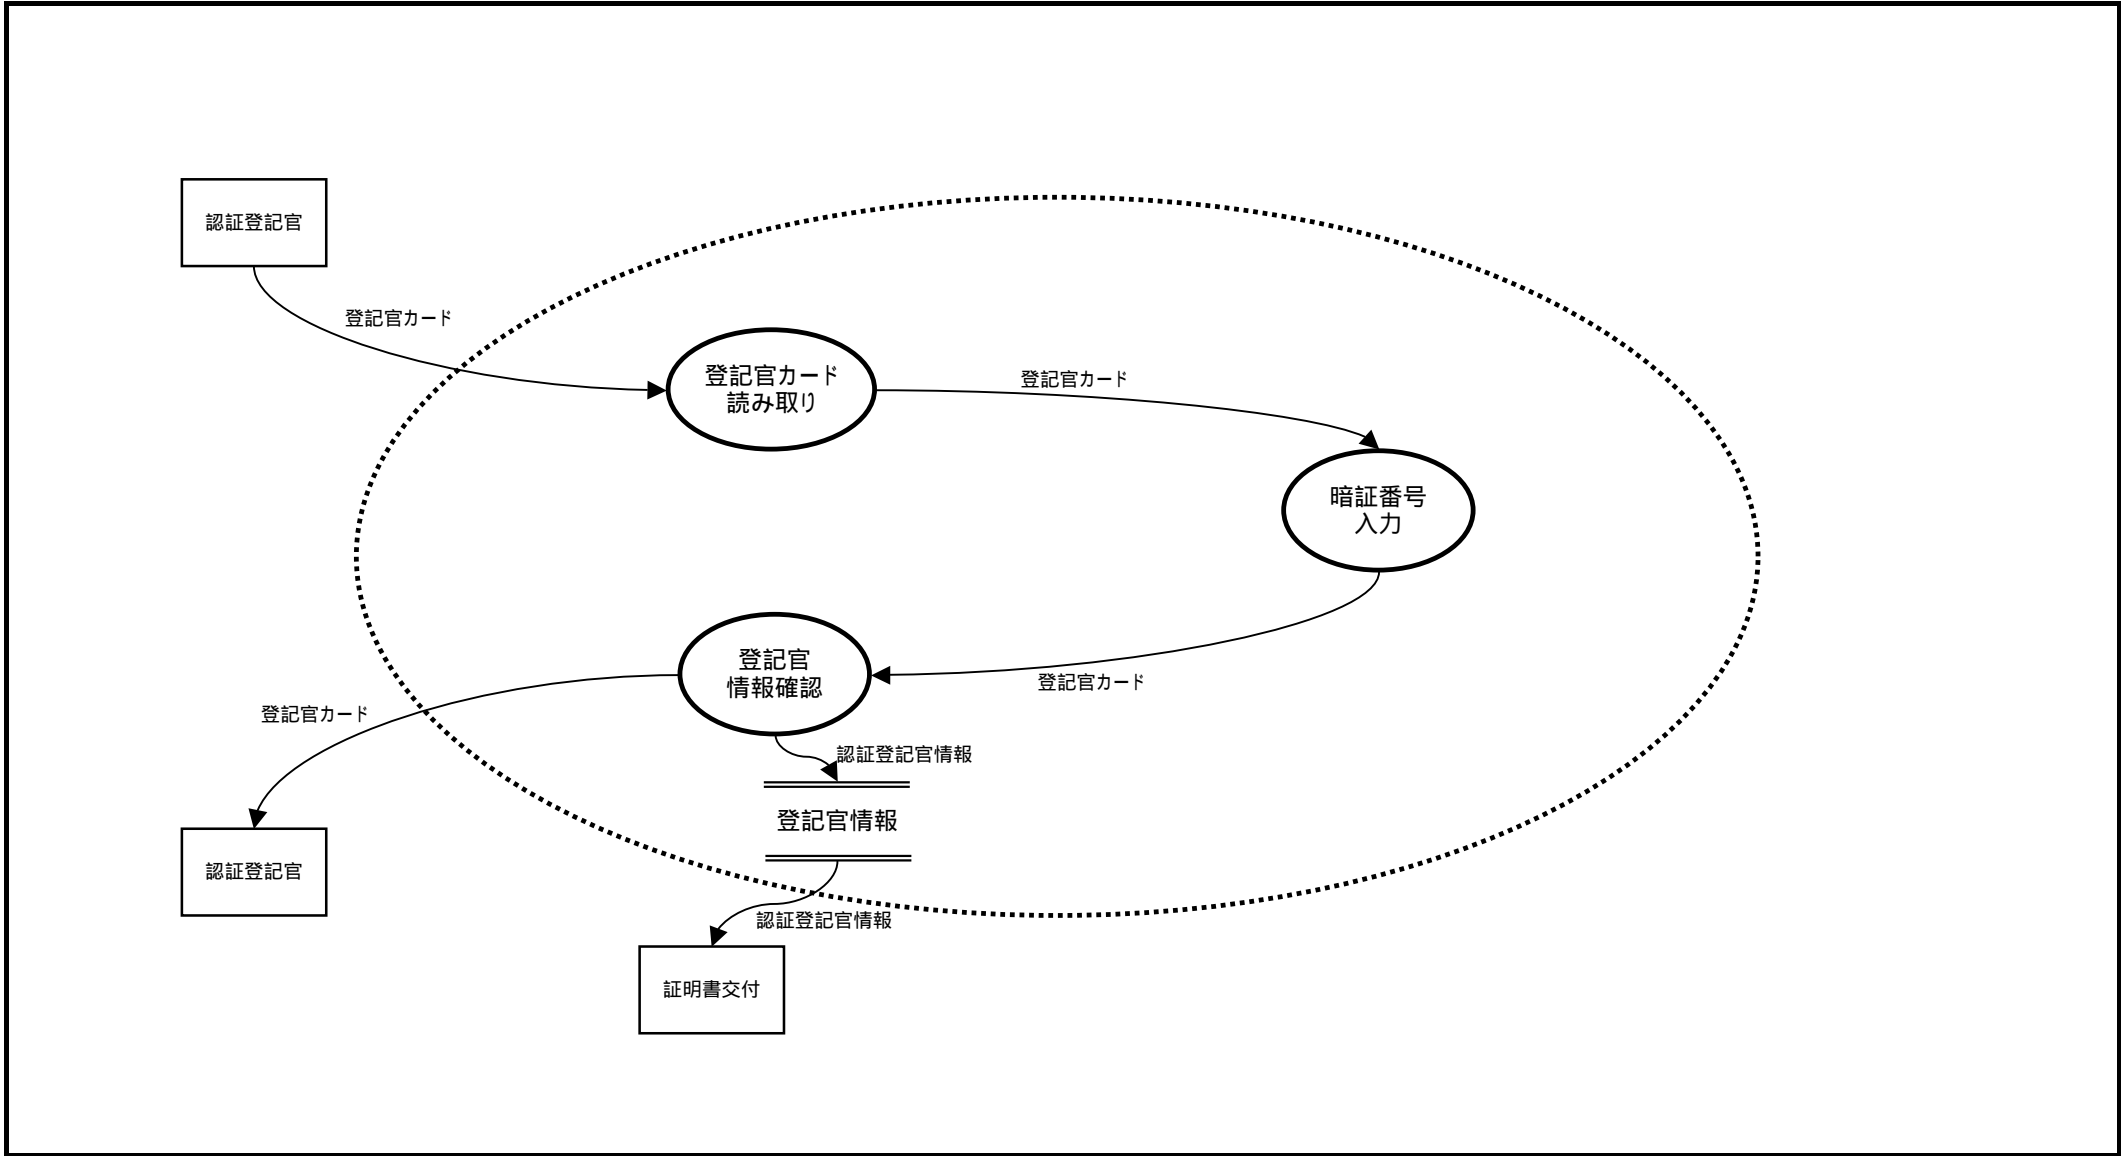 認証登記官
登記官カード
登記官カード
読み取り
登記官カード
暗証番号
入力
登記官
情報確認
登記官カード
登記官カード
認証登記官情報
登記官情報
認証登記官
認証登記官情報
証明書交付